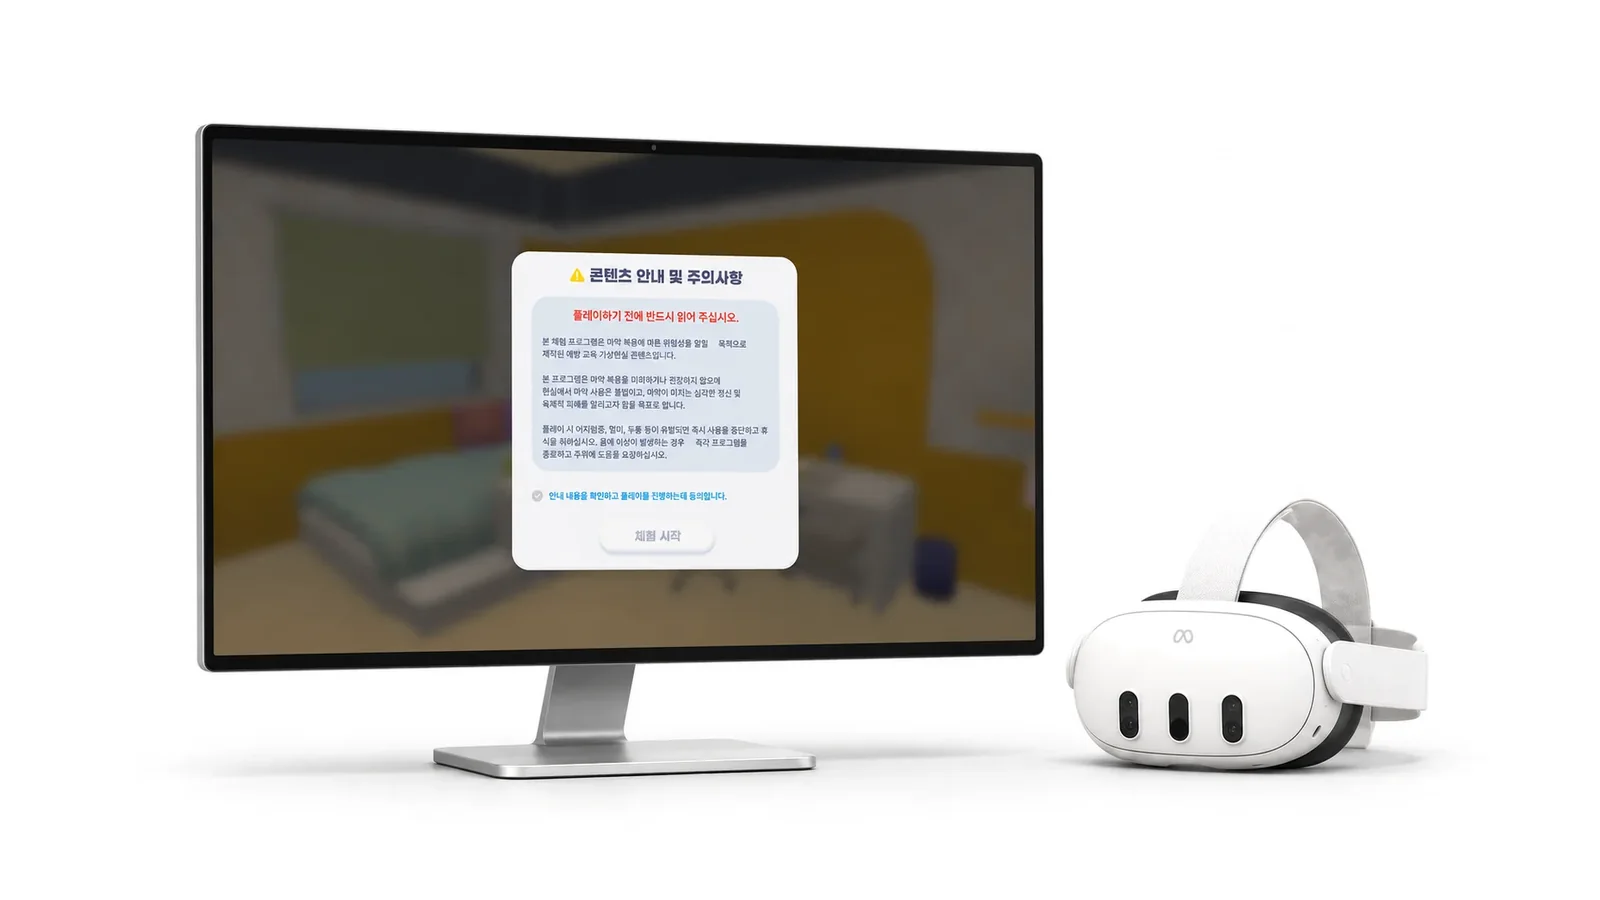 콘텐츠 안내 및 주의사항
플레이하기 전에 반드시 읽어 주십시오.
본 체험 프로그램은 마약 복용에 따른 위험성을 알릴 목적으로
제작된 예방 교육 가상현실 콘텐츠입니다.
본 프로그램은 마약 복용을 미화하거나 권장하지 않으며
현실에서 마약 사용은 불법이고, 마약이 미치는 심각한 정신 및
육체적 피해를 알리고자 함을 목표로 합니다.
플레이 시 어지럼증, 멀미, 두통 등이 유발되면 즉시 사용을 중단하고 휴
식을 취하십시오. 몸에 이상이 발생하는 경우 즉각 프로그램을
종료하고 주위에 도움을 요청하십시오.
안내 내용을 확인하고 플레이를 진행하는데 동의합니다.
체험 시작